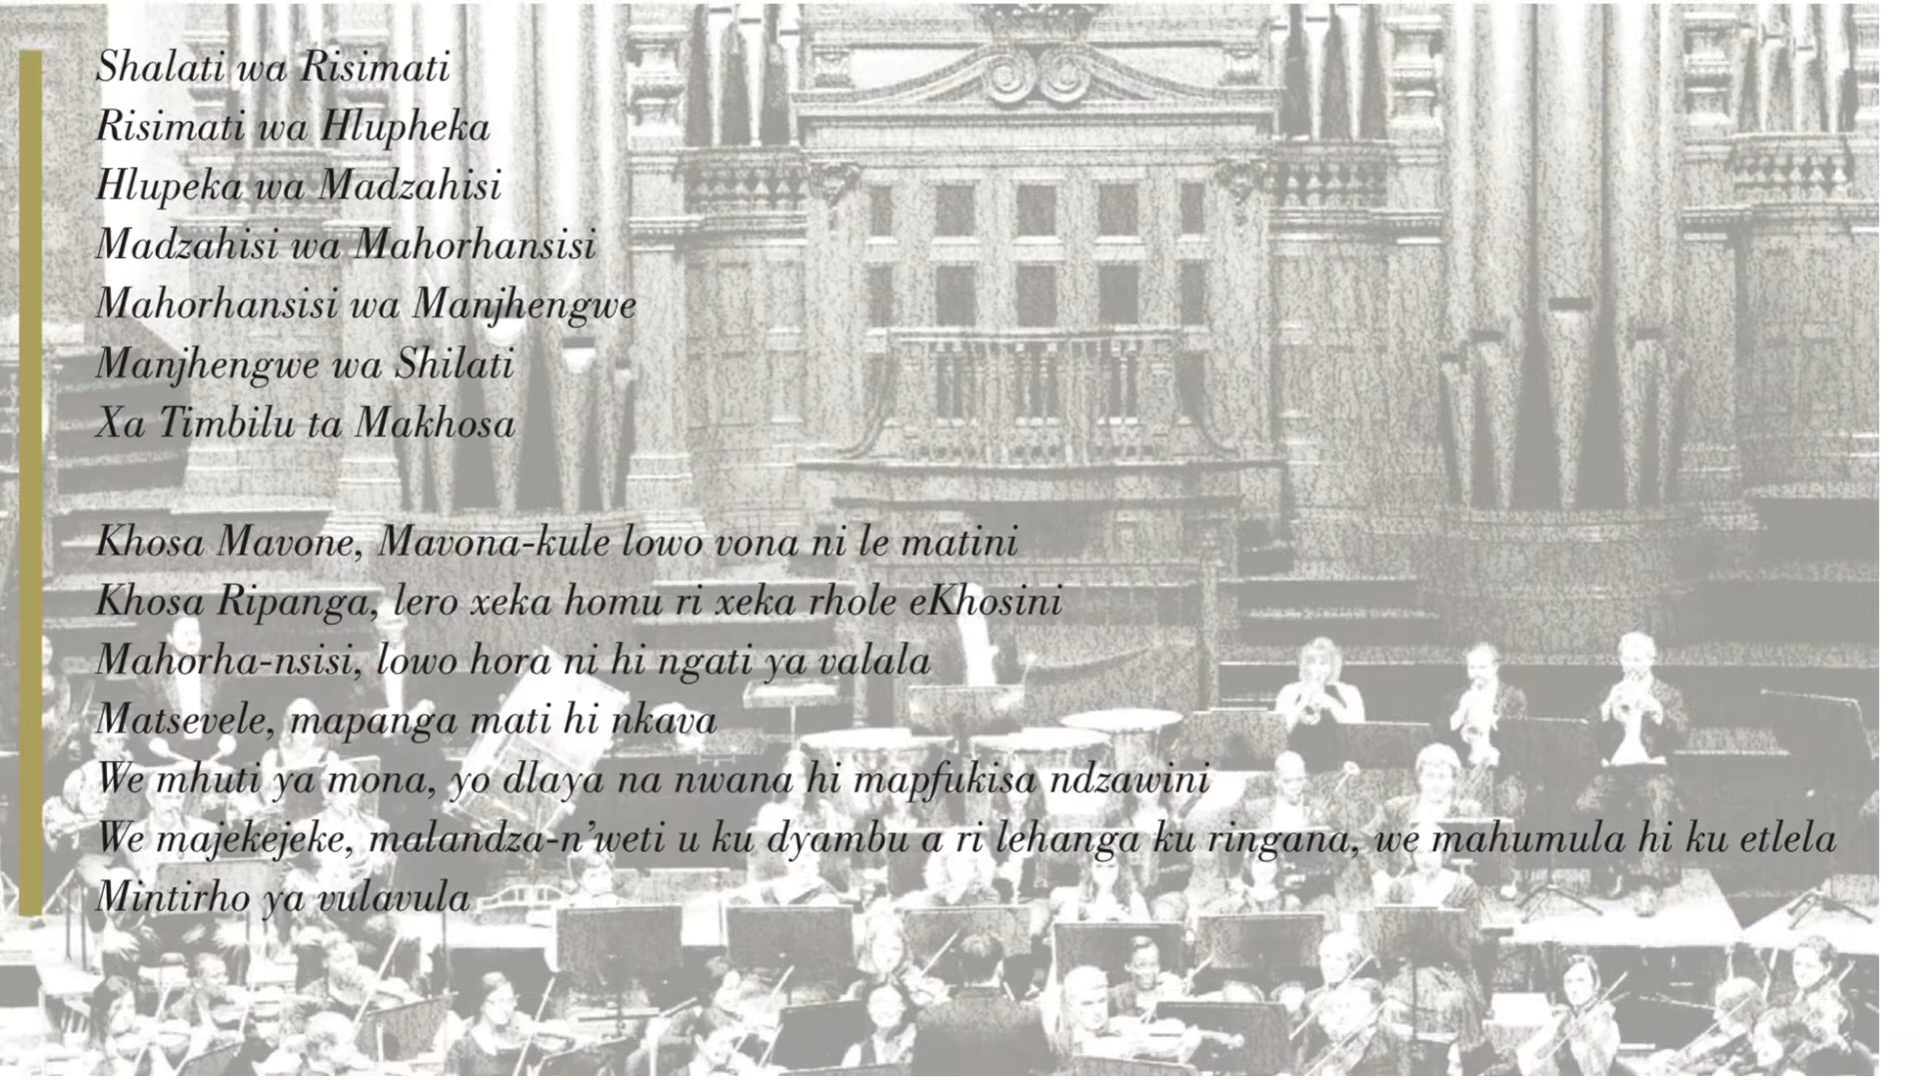 Shalati wa Risimati
Risimati wa Hlupheka
Hlupeka wa Madzahisi
Madzahisi wa Mahorhansisi
Mahorhansisi wa Manjhengwe
Manjhengwe wa Shilati
Xa Timbilu ta Makhosa
Khosa Mavone, Mavona-kule lowo vona ni le matini
Khosa Ripanga, lero xeka homu ri xeka rhole eKhosini
Mahorha-nsisi, lowo hora ni hi ngati ya valala
Matsevele, mapanga mati hi nkava
We mhuti ya mona, yo dlaya na nwana hi mapfukisa ndzawini
We majekejeke, malandza-n’weti u ku dyambu a ri lehanga ku ringana, we mahumula hi ku etlela
Mintirho ya vulavula